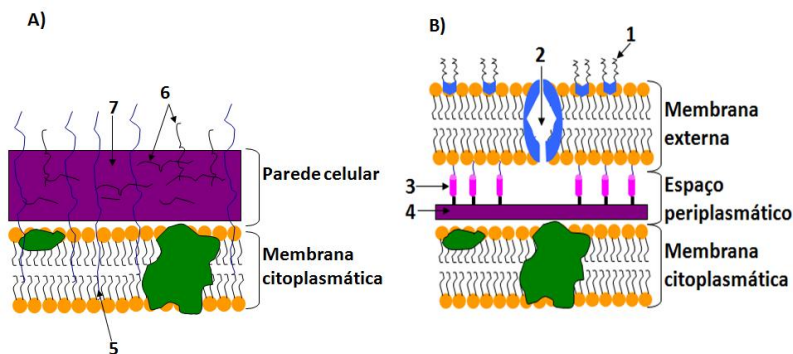 A)
7
6
Parede celular
Membrana
citoplasmática
5
B)
1
2
Membrana
externa
3
4
Espaço
periplasmático
Membrana
citoplasmática